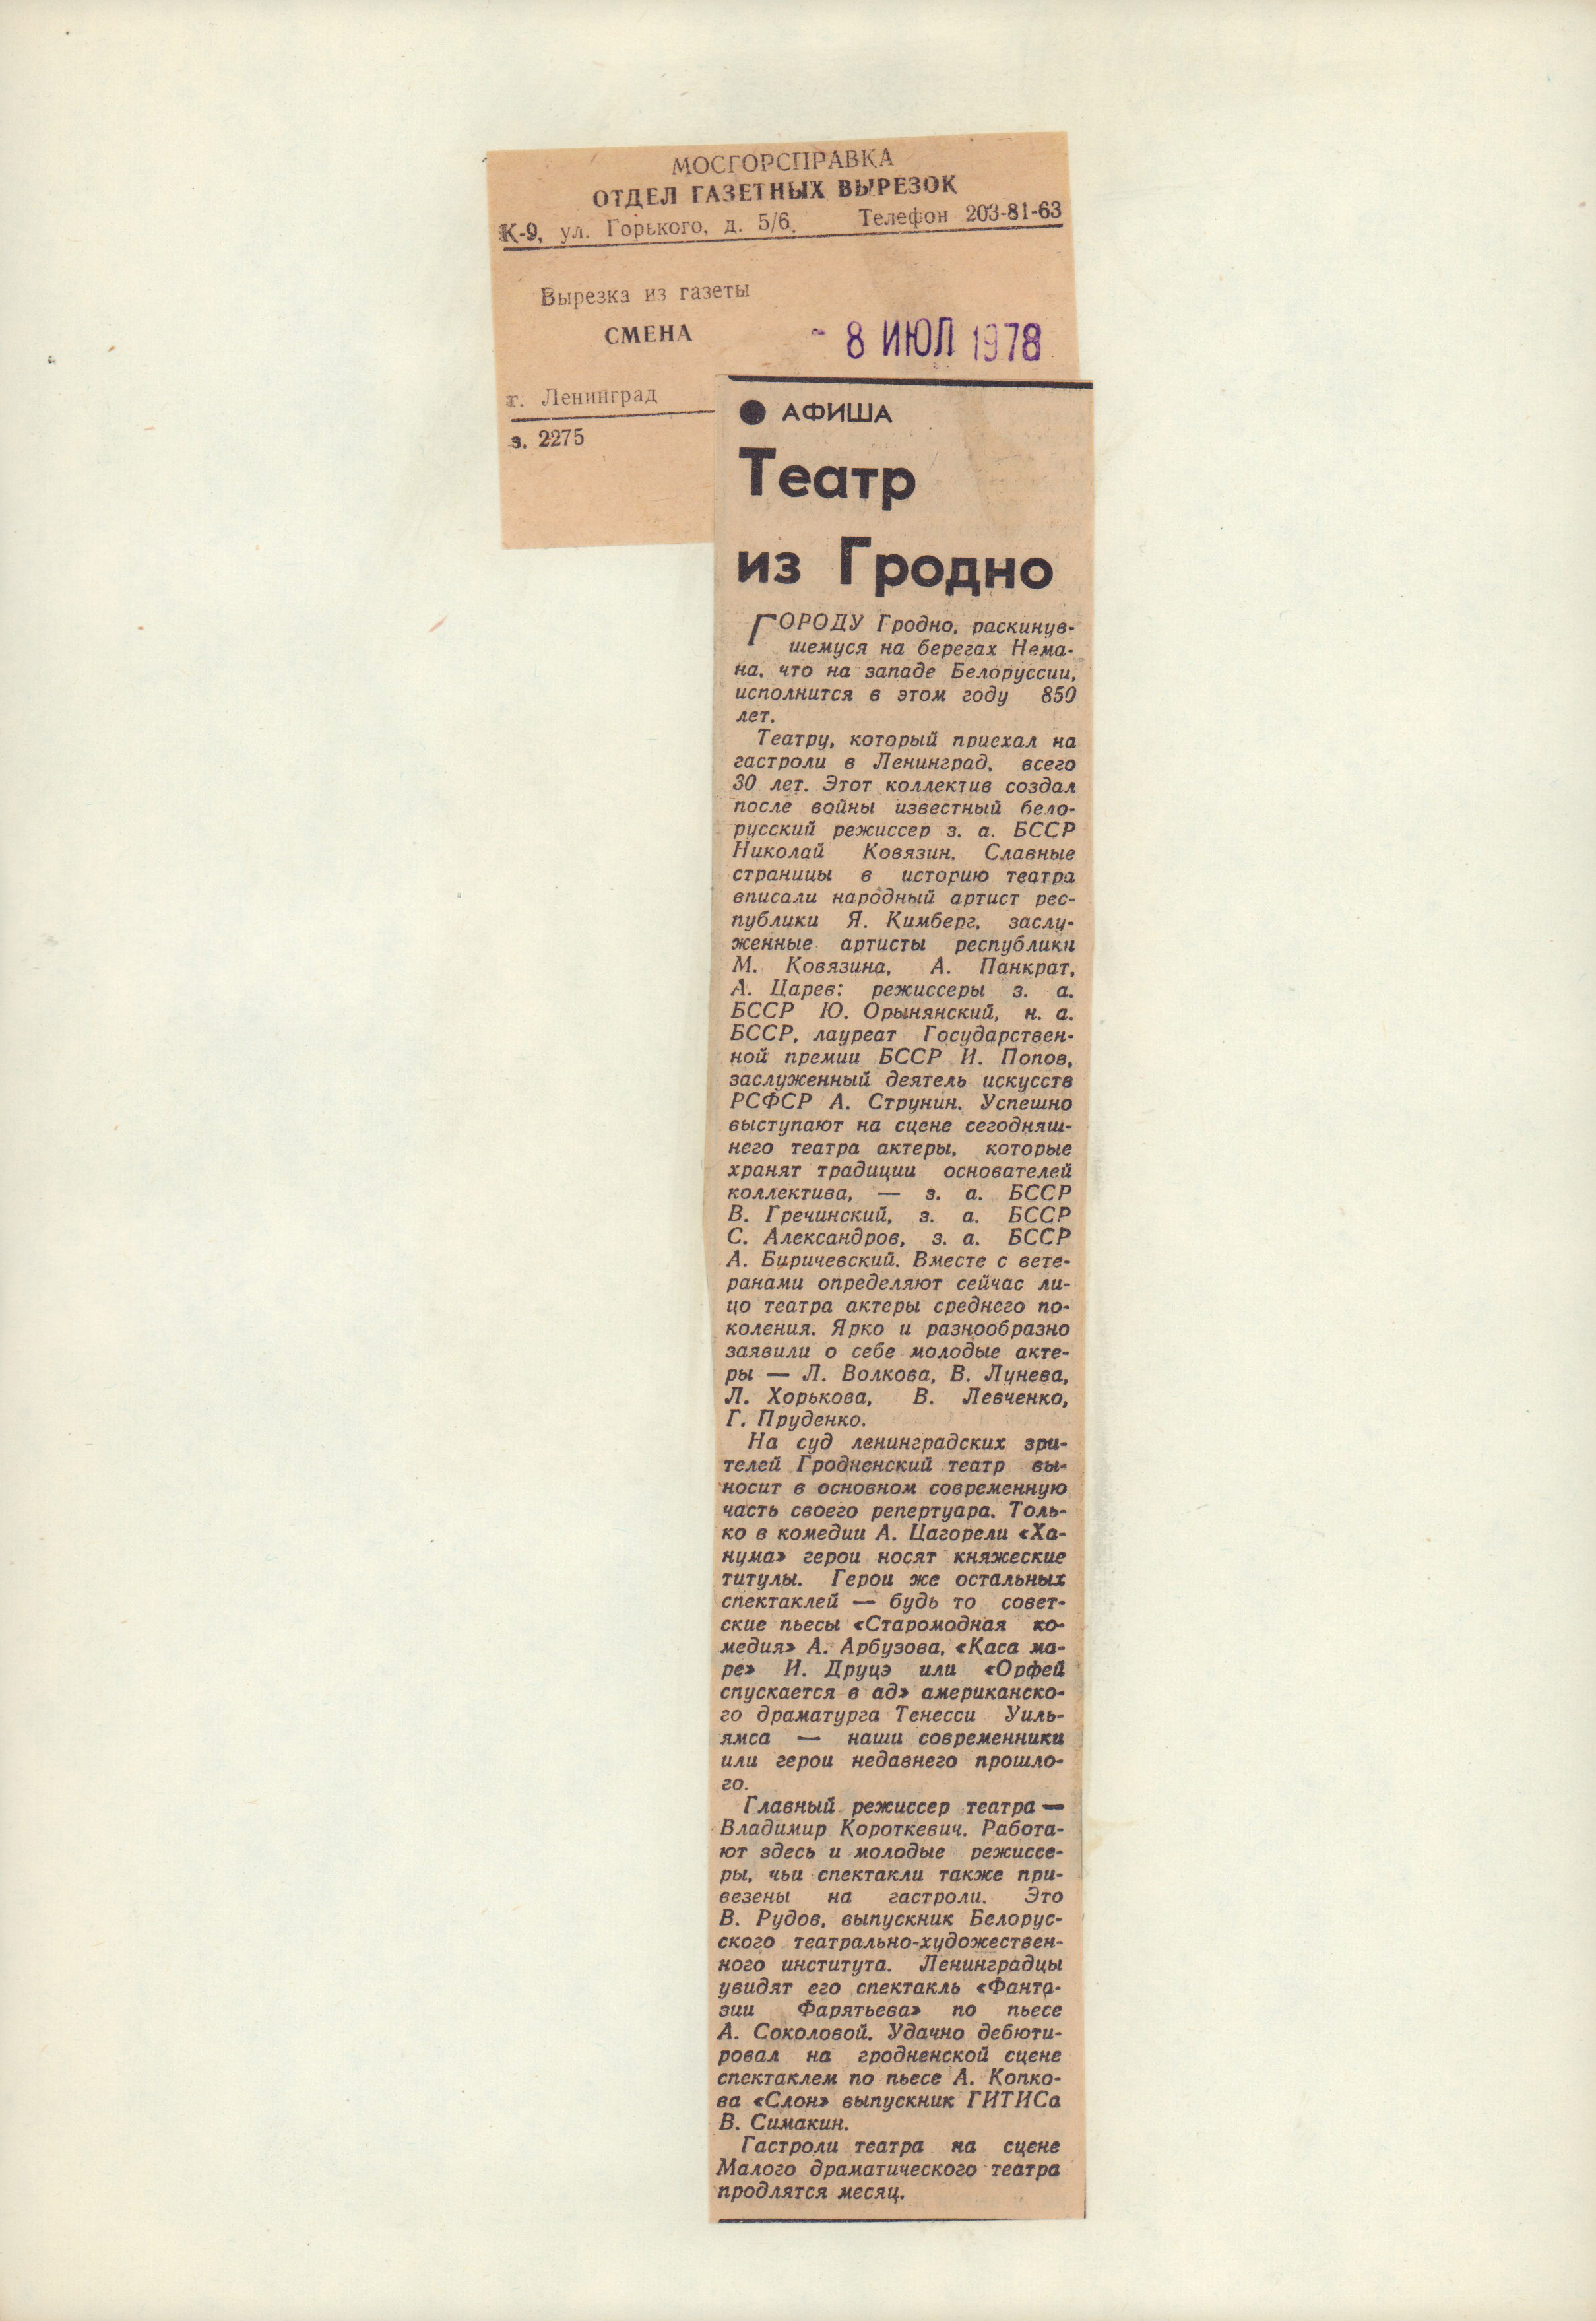 МОСГОРСПРАВКА
ОТДЕЛ ГАЗЕТНЫХ ВЫРЕЗОК
К-9, ул. Горького, д. 5/6. Телефон 203-81-63
Вырезка из газеты
СМЕНА
- 8 ИЮЛ 1978
г. Ленинград
з. 2275
● АФИША
Театр
из Гродно
ГОРОДУ Гродно, раскинув-
шемуся на берегах Нема-
на, что на западе Белоруссии,
исполнится в этом году 850
лет.
Театру, который приехал на
гастроли в Ленинград, всего
30 лет. Этот коллектив создал
после войны известный бело-
русский режиссер з. а. БССР
Николай Ковязин. Славные
страницы в историю театра
вписали народный артист рес-
публики Я. Кимберг, заслу-
женные артисты республики
М. Ковязина, А. Панкрат,
А. Царев; режиссеры з. а.
БССР Ю. Орынянский, н. а.
БССР, лауреат Государствен-
ной премии БССР И. Попов,
заслуженный деятель искусств
РСФСР А. Струнин. Успешно
выступают на сцене сегодняш-
него театра актеры, которые
хранят традиции основателей
коллектива, — з. а. БССР
В. Гречинский, з. а. БССР
С. Александров, з. а. БССР
А. Биричевский. Вместе с вете-
ранами определяют сейчас ли-
цо театра актеры среднего по-
коления. Ярко и разнообразно
заявили о себе молодые акте-
ры — Л. Волкова, В. Лунева,
Л. Хорькова, В. Левченко,
Г. Пруденко.
На суд ленинградских зри-
телей Гродненский театр вы-
носит в основном современную
часть своего репертуара. Толь-
ко в комедии А. Цагорели «Ха-
нума» герои носят княжеские
титулы. Герои же остальных
спектаклей — будь то совет-
ские пьесы «Старомодная ко-
медия» А. Арбузова, «Каса ма-
ре» И. Друцэ или «Орфей
спускается в ад» американско-
го драматурга Тенесси Уиль-
ямса — наши современники
или герои недавнего прошло-
го.
Главный режиссер театра —
Владимир Короткевич. Работа-
ют здесь и молодые режиссе-
ры, чьи спектакли также при-
везены на гастроли. Это
В. Рудов, выпускник Белорус-
ского театрально-художествен-
ного института. Ленинградцы
увидят его спектакль «Фанта-
зии Фарятьева» по пьесе
А. Соколовой. Удачно дебюти-
ровал на гродненской сцене
спектаклем по пьесе А. Копко-
ва «Слон» выпускник ГИТИСа
В. Симакин.
Гастроли театра на сцене
Малого драматического театра
продлятся месяц.